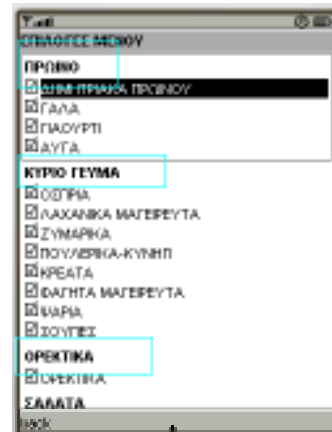 ΕΠΙΛΟΓΕΣ ΜΕΝΟΥ
ΠΡΩΙΝΟ
ΔΗΜΗΤΡΙΑΚΑ ΠΡΩΙΝΟΥ
ΓΑΛΑ
ΓΙΑΟΥΡΤΙ
ΑΥΓΑ
ΚΥΡΙΟ ΓΕΥΜΑ
ΟΣΠΡΙΑ
ΛΑΧΑΝΙΚΑ ΜΑΓΕΙΡΕΥΤΑ
ΖΥΜΑΡΙΚΑ
ΠΟΥΛΕΡΙΚΑ-ΚΥΝΗΓΙ
ΚΡΕΑΤΑ
ΦΑΓΗΤΑ ΜΑΓΕΙΡΕΥΤΑ
ΨΑΡΙΑ
ΣΟΥΠΕΣ
ΟΡΕΚΤΙΚΑ
ΟΡΕΚΤΙΚΑ
ΣΑΛΑΤΑ
back